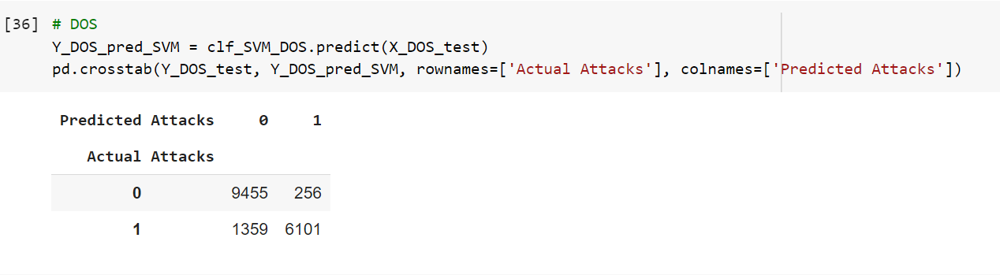 [36] # DOS
Y_DOS_pred_SVM = clf_SVM_DOS.predict(X_DOS_test)
pd.crosstab(Y_DOS_test, Y_DOS_pred_SVM, rownames=['Actual Attacks'], colnames=['Predicted Attacks'])
Predicted Attacks 0 1
Actual Attacks
0 9455 256
1 1359 6101